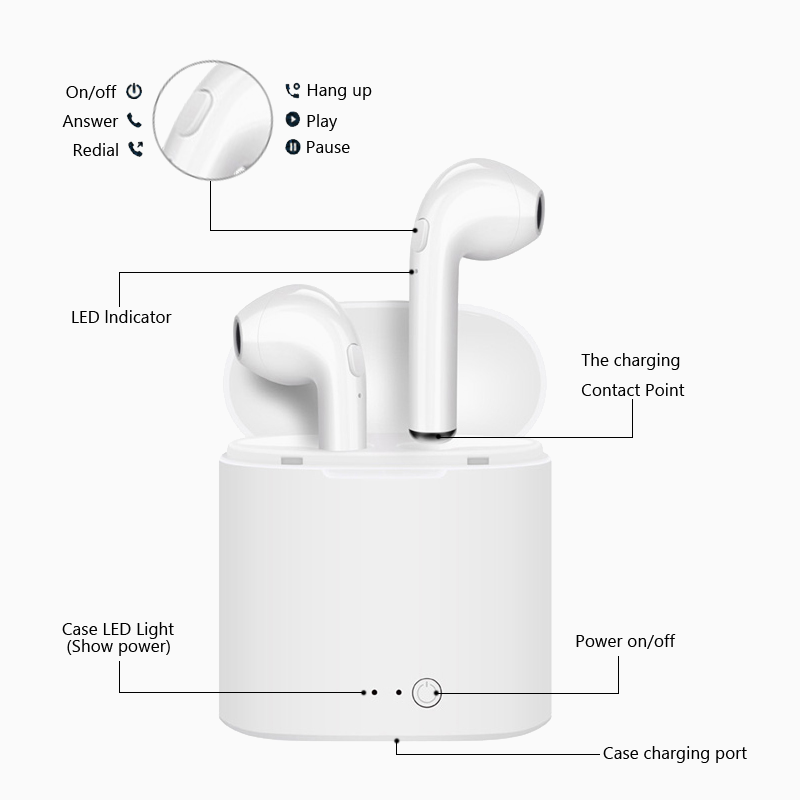 On/off
Answer
Redial
Hang up
Play
Pause
LED Indicator
The charging
Contact Point
Case LED Light
(Show power)
Power on/off
Case charging port